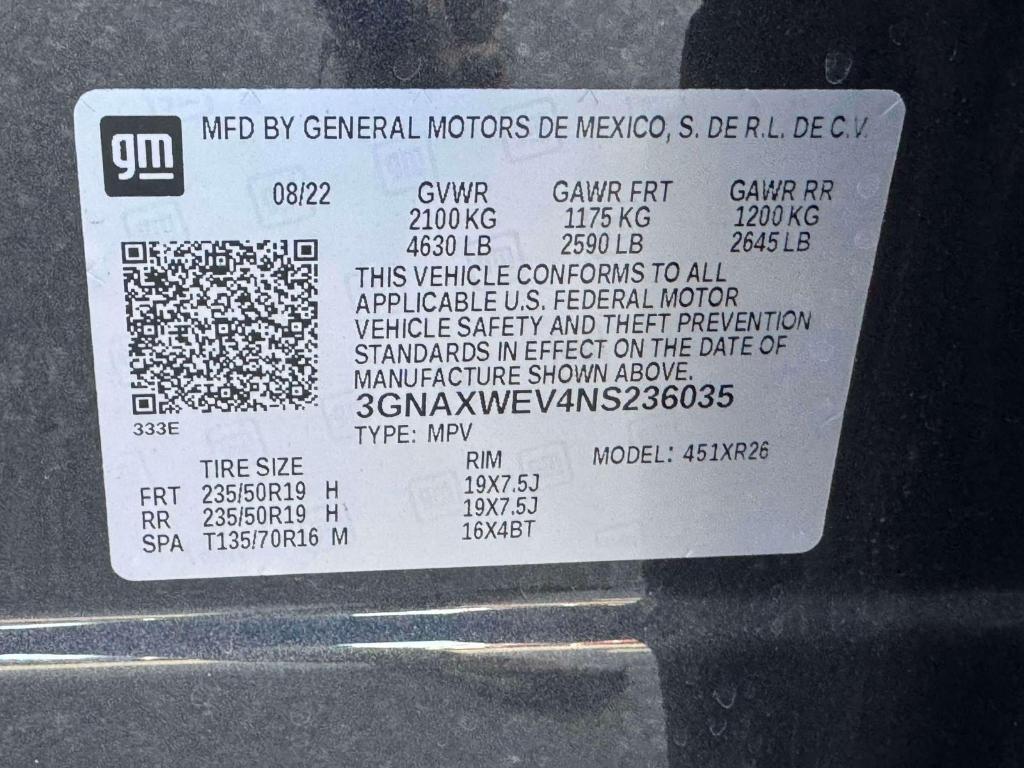 gm
MFD BY GENERAL MOTORS DE MEXICO, S. DE R.L. DE C.V.
08/22 GVWR GAWR FRT GAWR RR
2100 KG 1175 KG 1200 KG
4630 LB 2590 LB 2645 LB
THIS VEHICLE CONFORMS TO ALL
APPLICABLE U.S. FEDERAL MOTOR
VEHICLE SAFETY AND THEFT PREVENTION
STANDARDS IN EFFECT ON THE DATE OF
MANUFACTURE SHOWN ABOVE.
3GNAXWEV4NS236035
333E
TYPE: MPV
TIRE SIZE RIM MODEL: 451XR26
FRT 235/50R19 H 19X7.5J
RR 235/50R19 H 19X7.5J
SPA T135/70R16 M 16X4BT